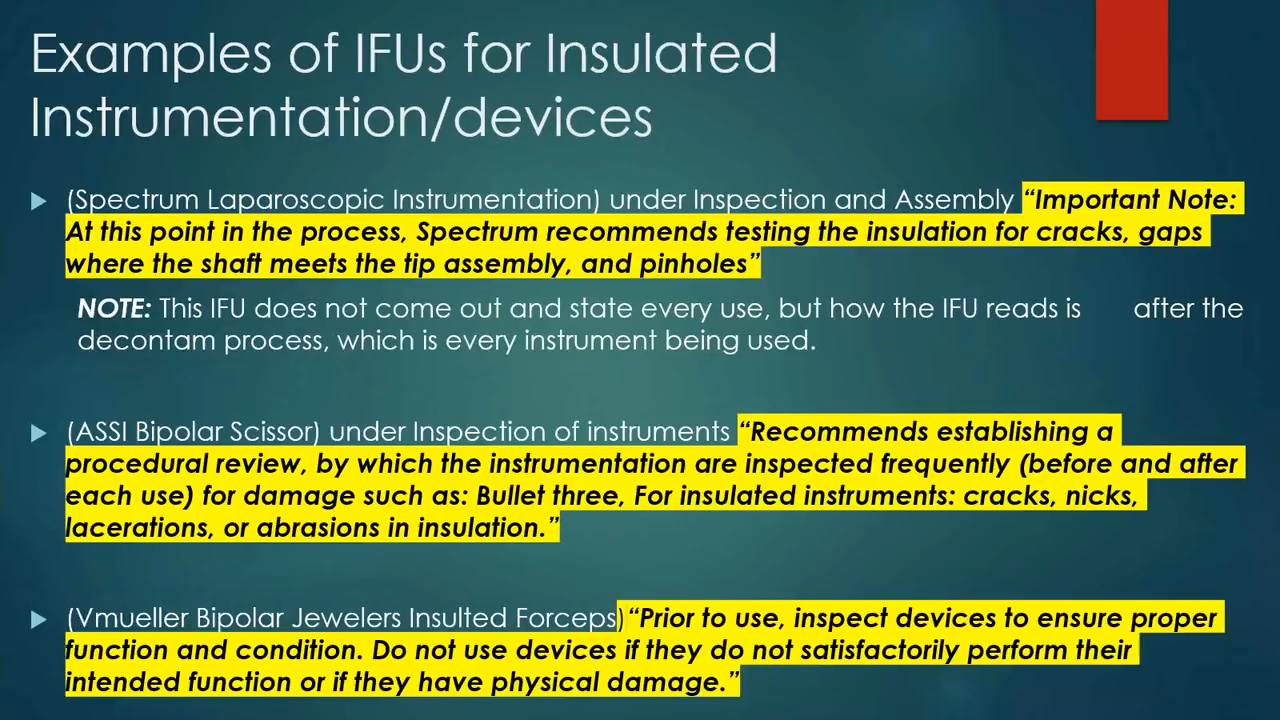 Examples of IFUs for Insulated
Instrumentation/devices
(Spectrum Laparoscopic Instrumentation) under Inspection and Assembly “Important Note:
At this point in the process, Spectrum recommends testing the insulation for cracks, gaps
where the shaft meets the tip assembly, and pinholes”
NOTE: This IFU does not come out and state every use, but how the IFU reads is after the
decontam process, which is every instrument being used.
(ASSI Bipolar Scissor) under Inspection of instruments “Recommends establishing a
procedural review, by which the instrumentation are inspected frequently (before and after
each use) for damage such as: Bullet three, For insulated instruments: cracks, nicks,
lacerations, or abrasions in insulation.”
(Vmueller Bipolar Jewelers Insulted Forceps) “Prior to use, inspect devices to ensure proper
function and condition. Do not use devices if they do not satisfactorily perform their
intended function or if they have physical damage.”